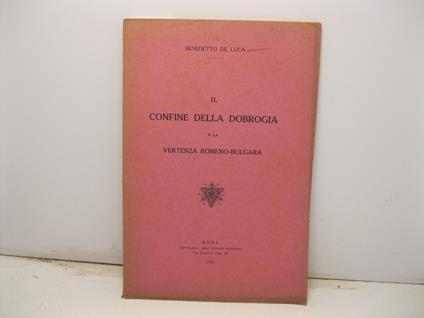 BENEDETTO DE LUCA
IL
CONFINE DELLA DOBROGIA
E LA
VERTENZA ROMENO-BULGARA
ROMA